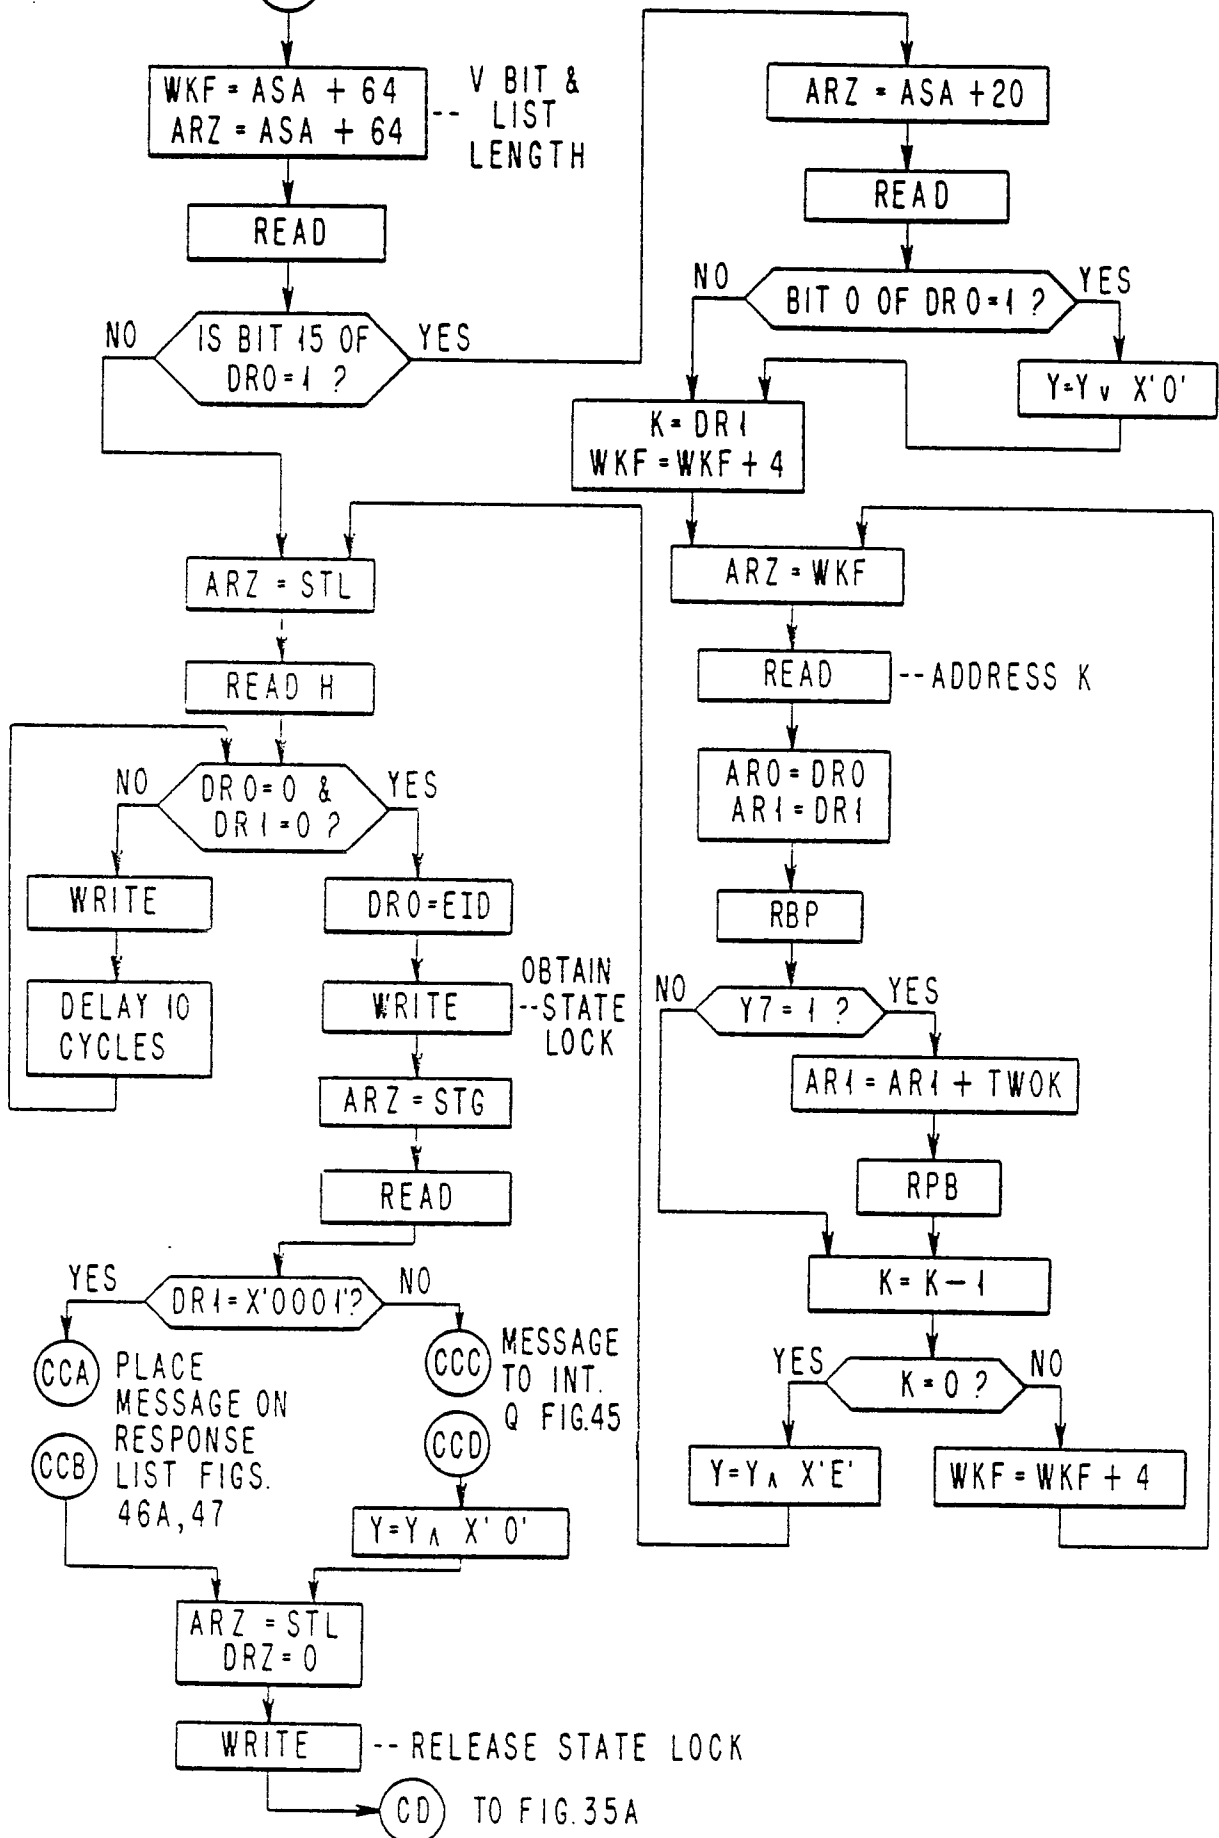 WKF = ASA + 64
ARZ = ASA + 64
-- V BIT &
LIST
LENGTH
READ
IS BIT 15 OF
DR0=1 ?
NO
YES
ARZ = ASA +20
READ
BIT 0 OF DR0=1 ?
NO
YES
Y=Y v X'0'
K=DR1
WKF=WKF+4
ARZ = STL
READ H
DR0=0 &
DR1=0 ?
NO
YES
WRITE
DELAY 10
CYCLES
DR0=EID
WRITE
OBTAIN
--STATE
LOCK
ARZ = STG
READ
DR1=X'0001'?
YES
NO
CCA
PLACE
MESSAGE ON
RESPONSE
LIST FIGS.
46A,47
CCB
CCC
MESSAGE
TO INT.
Q FIG.45
CCD
Y=Y ∧ X'0'
ARZ = STL
DRZ=0
WRITE
-- RELEASE STATE LOCK
CD
TO FIG.35A
ARZ = WKF
READ
--ADDRESS K
AR0=DR0
AR1=DR1
RBP
Y7=1 ?
NO
YES
AR1=AR1+TWOK
RPB
K=K-1
K=0 ?
YES
NO
Y=Y ∧ X'E'
WKF=WKF+4